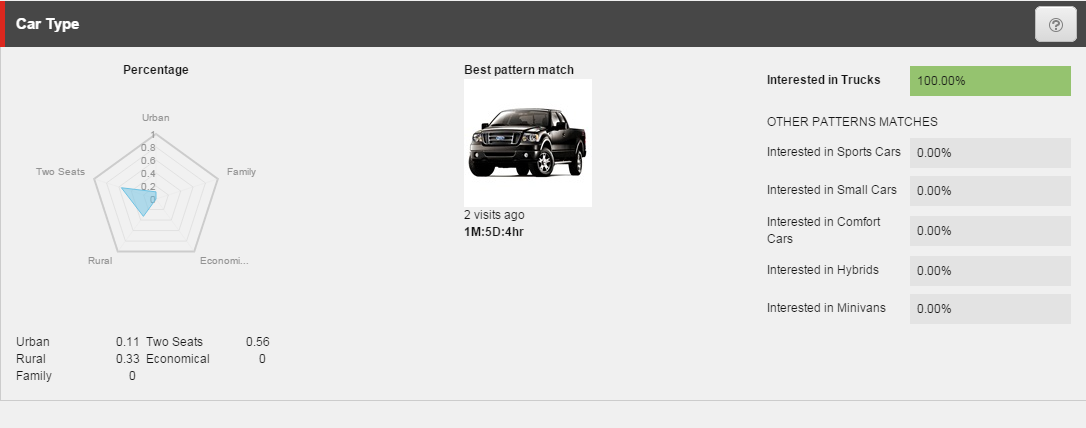 Car Type
?
Percentage
Urban
1
0.8
0.6
0.4
0.2
0
Two Seats
Family
Rural
Economi...
Urban 0.11 Two Seats 0.56
Rural 0.33 Economical 0
Family 0
Best pattern match
2 visits ago
1M:5D:4hr
Interested in Trucks 100.00%
OTHER PATTERNS MATCHES
Interested in Sports Cars 0.00%
Interested in Small Cars 0.00%
Interested in Comfort
Cars 0.00%
Interested in Hybrids 0.00%
Interested in Minivans 0.00%